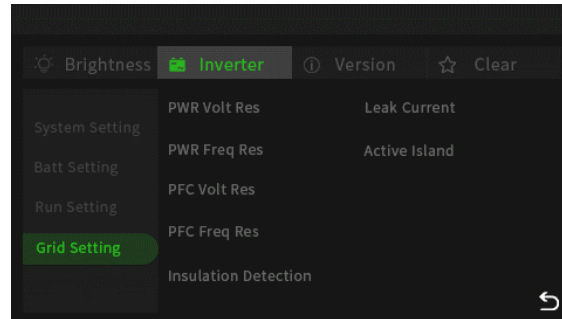 Brightness Inverter Version Clear
System Setting
Batt Setting
Run Setting
Grid Setting
PWR Volt Res
PWR Freq Res
PFC Volt Res
PFC Freq Res
Insulation Detection
Leak Current
Active Island